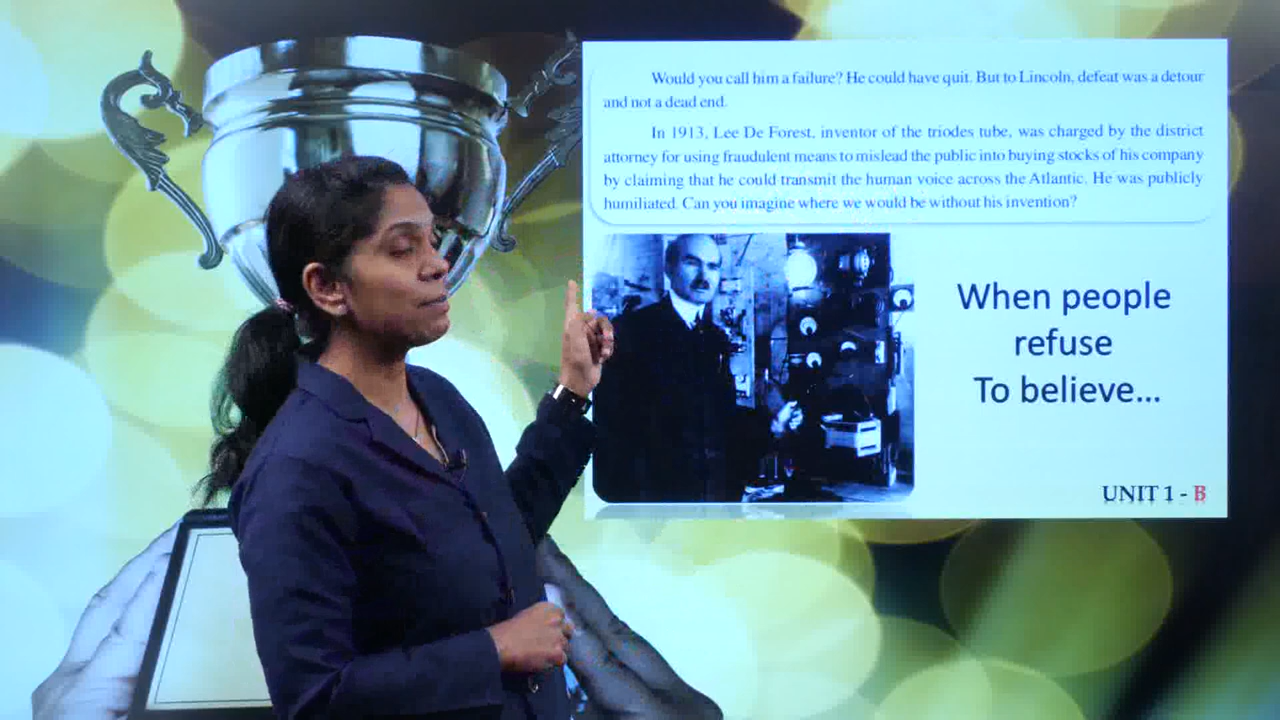 Would you call him a failure? He could have quit. But to Lincoln, defeat was a detour
and not a dead end.
In 1913, Lee De Forest, inventor of the triodes tube, was charged by the district
attorney for using fraudulent means to mislead the public into buying stocks of his company
by claiming that he could transmit the human voice across the Atlantic. He was publicly
humiliated. Can you imagine where we would be without his invention?
When people
refuse
To believe...
UNIT 1 - B